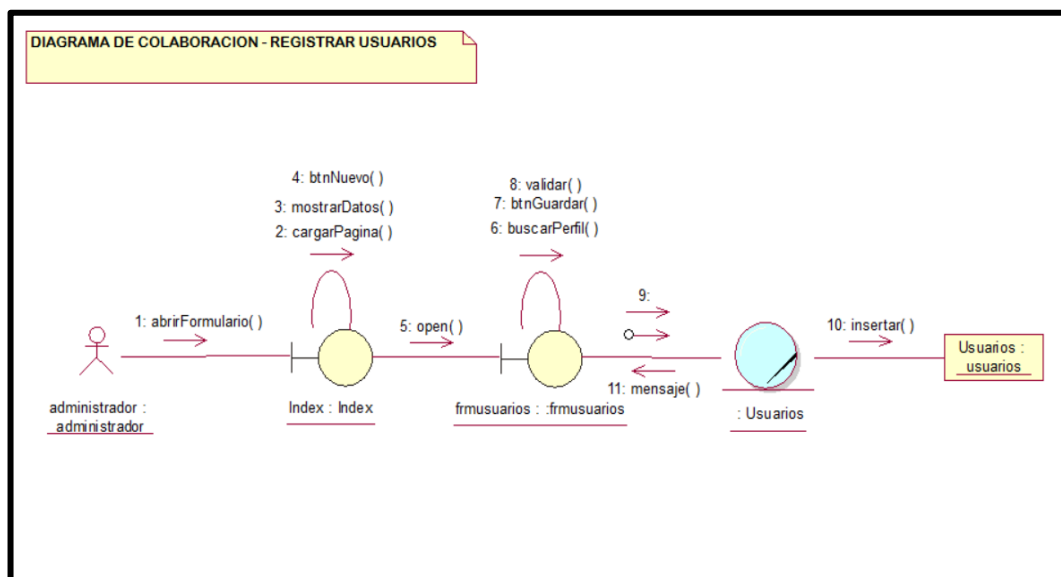 DIAGRAMA DE COLABORACION - REGISTRAR USUARIOS
4: btnNuevo( )
3: mostrarDatos( )
2: cargarPagina( )
8: validar( )
7: btnGuardar( )
6: buscarPerfil( )
1: abrirFormulario( )
5: open( )
9:
10: insertar( )
11: mensaje( )
administrador :
administrador
Index : Index
frmusuarios : :frmusuarios
: Usuarios
Usuarios :
usuarios